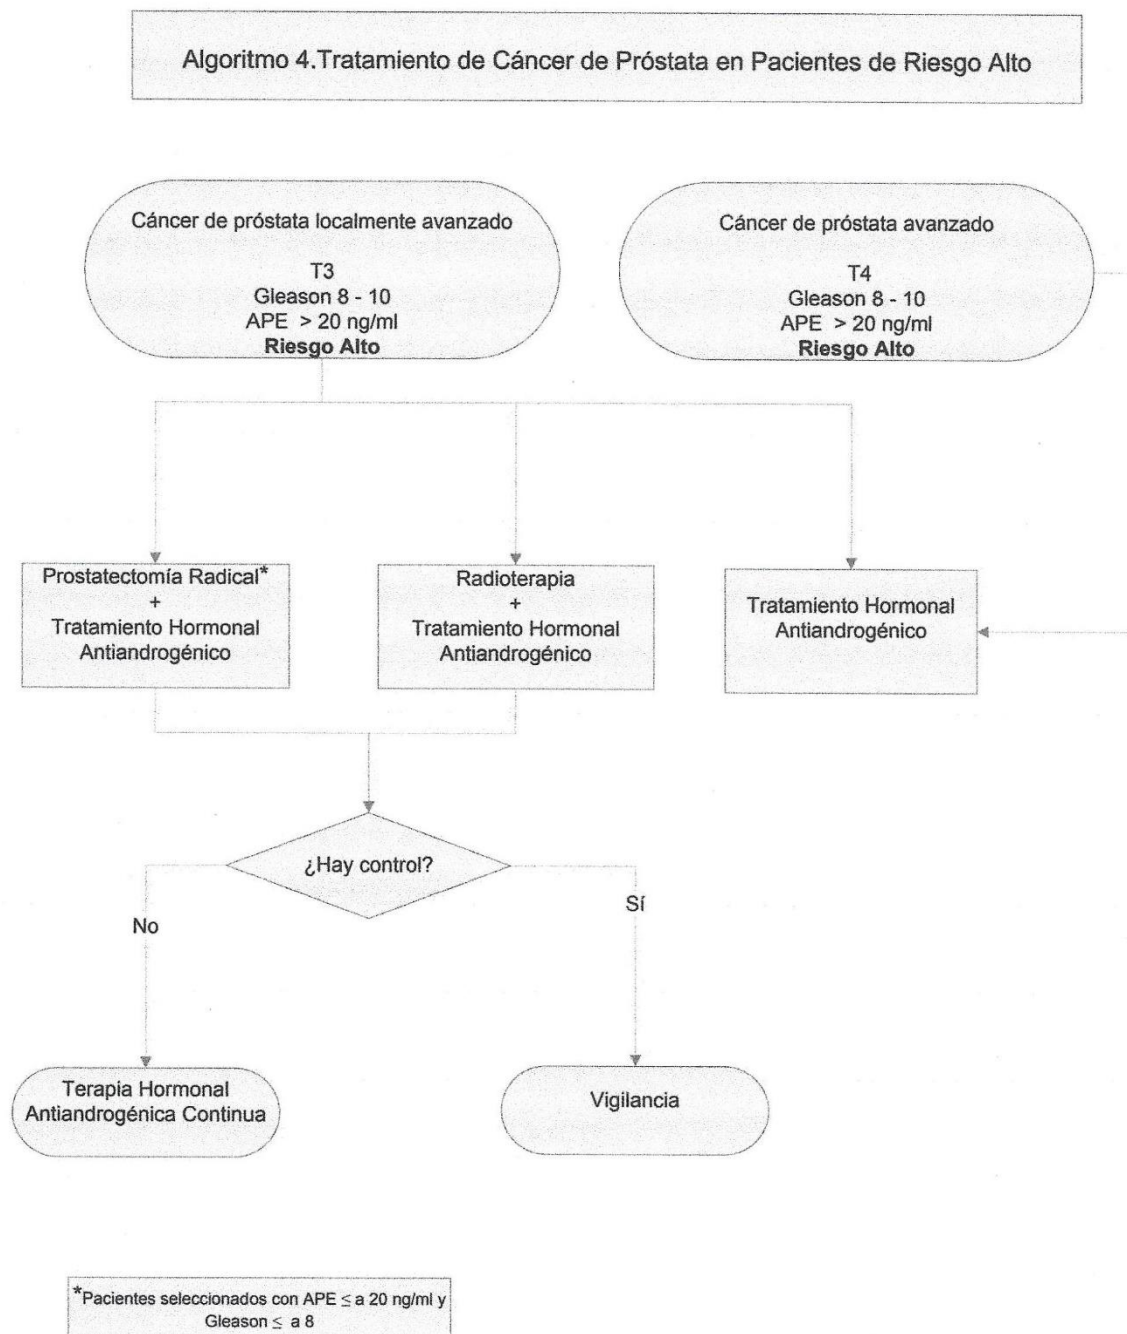 Algoritmo 4.Tratamiento de Cáncer de Próstata en Pacientes de Riesgo Alto
Cáncer de próstata localmente avanzado
T3
Gleason 8 - 10
APE > 20 ng/ml
Riesgo Alto
Cáncer de próstata avanzado
T4
Gleason 8 - 10
APE > 20 ng/ml
Riesgo Alto
Prostatectomía Radical*
+
Tratamiento Hormonal
Antiandrogénico
Radioterapia
+
Tratamiento Hormonal
Antiandrogénico
Tratamiento Hormonal
Antiandrogénico
¿Hay control?
No
Sí
Terapia Hormonal
Antiandrogénica Continua
Vigilancia
*Pacientes seleccionados con APE ≤ a 20 ng/ml y
Gleason ≤ a 8